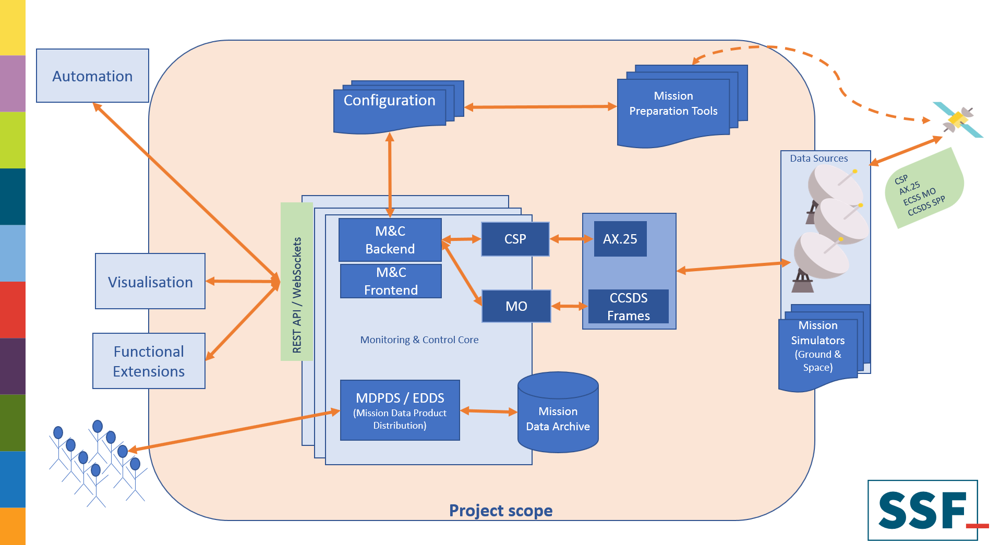 Automation
Configuration
Mission
Preparation Tools
Data Sources
CSP
AX.25
ECSS MO
CCSDS SPP
REST API / WebSockets
M&C
Backend
M&C
Frontend
CSP
AX.25
MO
CCSDS
Frames
Visualisation
Functional
Extensions
Monitoring & Control Core
Mission
Simulators
(Ground &
Space)
MDPDS / EDDS
(Mission Data Product
Distribution)
Mission
Data Archive
Project scope
SSF_